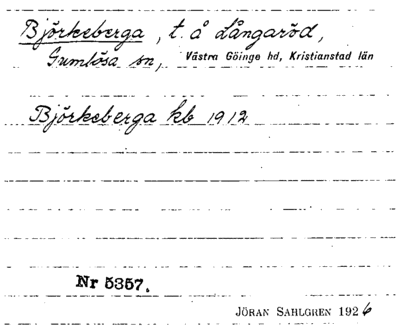 Björkeberga, t. å Långaröd,
Gumlösa sn, Västra Göinge hd, Kristianstad län
Björkeberga kb 1912
Nr 5357.
JÖRAN SAHLGREN 1926